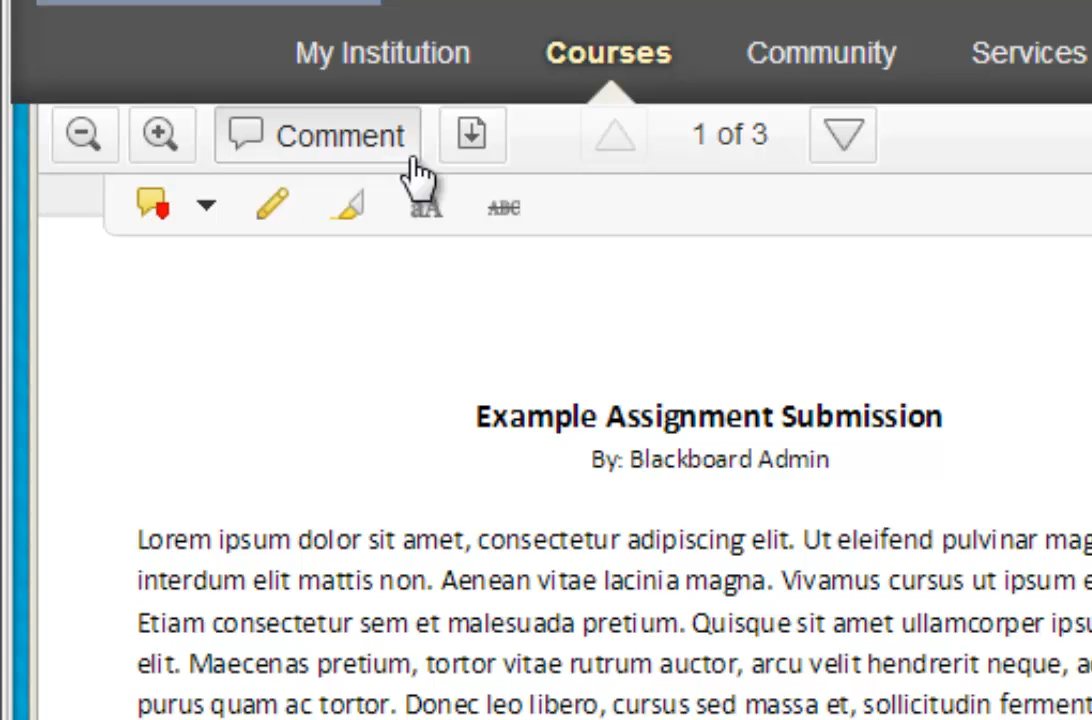 My Institution Courses Community Services
Comment 1 of 3
aA ABC
Example Assignment Submission
By: Blackboard Admin
Lorem ipsum dolor sit amet, consectetur adipiscing elit. Ut eleifend pulvinar mag
interdum elit mattis non. Aenean vitae lacinia magna. Vivamus cursus ut ipsum e
Etiam consectetur sem et malesuada pretium. Quisque sit amet ullamcorper ipsu
elit. Maecenas pretium, tortor vitae rutrum auctor, arcu velit hendrerit neque, a
purus quam ac tortor. Donec leo libero, cursus sed massa et, sollicitudin fermen